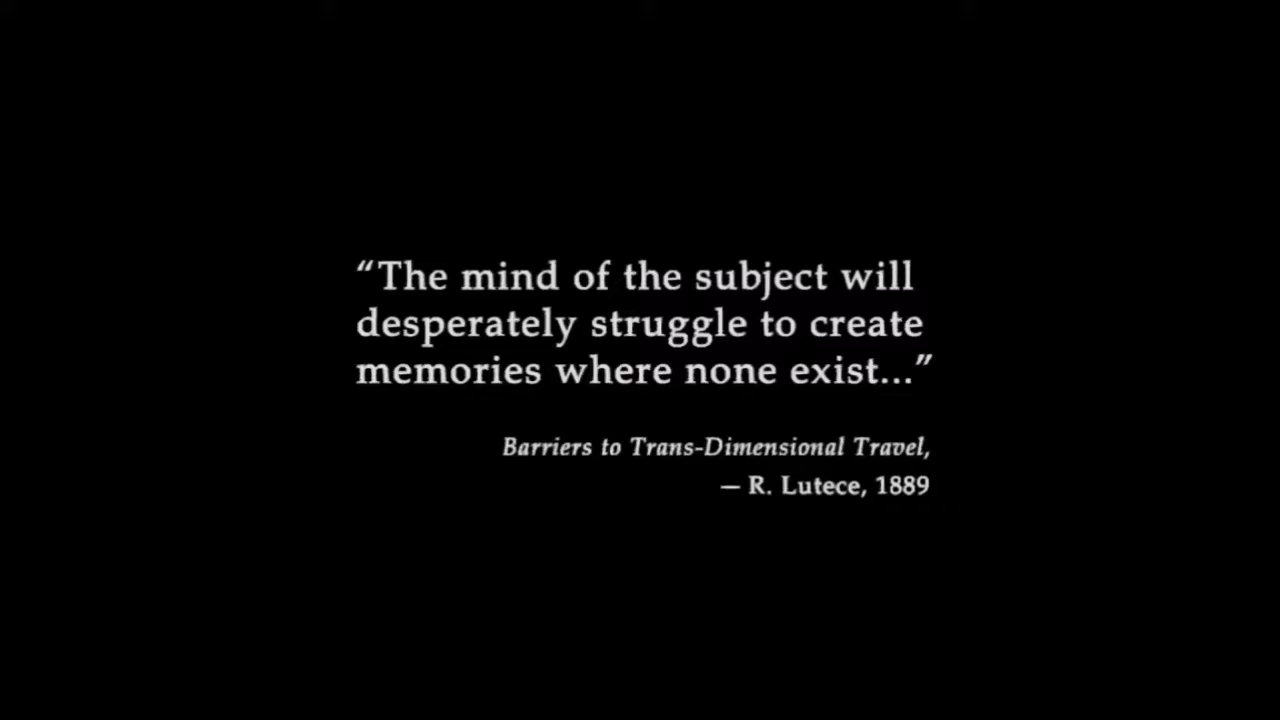 “The mind of the subject will
desperately struggle to create
memories where none exist...”
Barriers to Trans-Dimensional Travel,
— R. Lutece, 1889